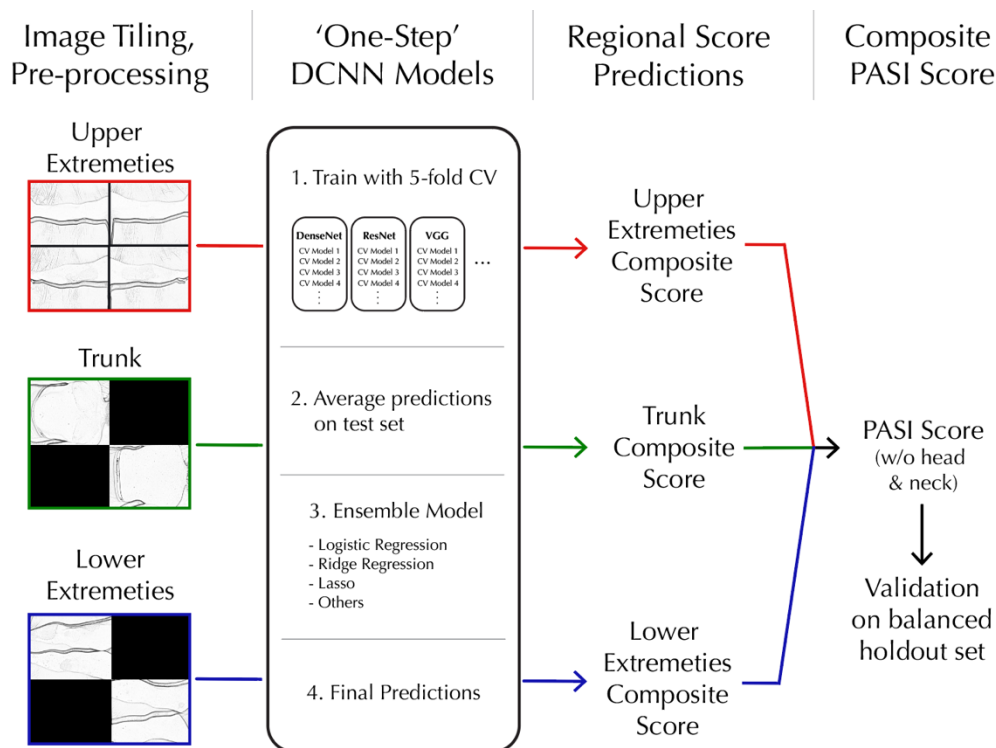 Image Tiling,
Pre-processing
'One-Step'
DCNN Models
Regional Score
Predictions
Composite
PASI Score
Upper
Extremeties
Trunk
Lower
Extremeties
1. Train with 5-fold CV
DenseNet
CV Model 1
CV Model 2
CV Model 3
CV Model 4
⋮
ResNet
CV Model 1
CV Model 2
CV Model 3
CV Model 4
⋮
VGG
CV Model 1
CV Model 2
CV Model 3
CV Model 4
⋮
...
2. Average predictions
on test set
3. Ensemble Model
- Logistic Regression
- Ridge Regression
- Lasso
- Others
4. Final Predictions
Upper
Extremeties
Composite
Score
Trunk
Composite
Score
Lower
Extremeties
Composite
Score
PASI Score
(w/o head
& neck)
Validation
on balanced
holdout set